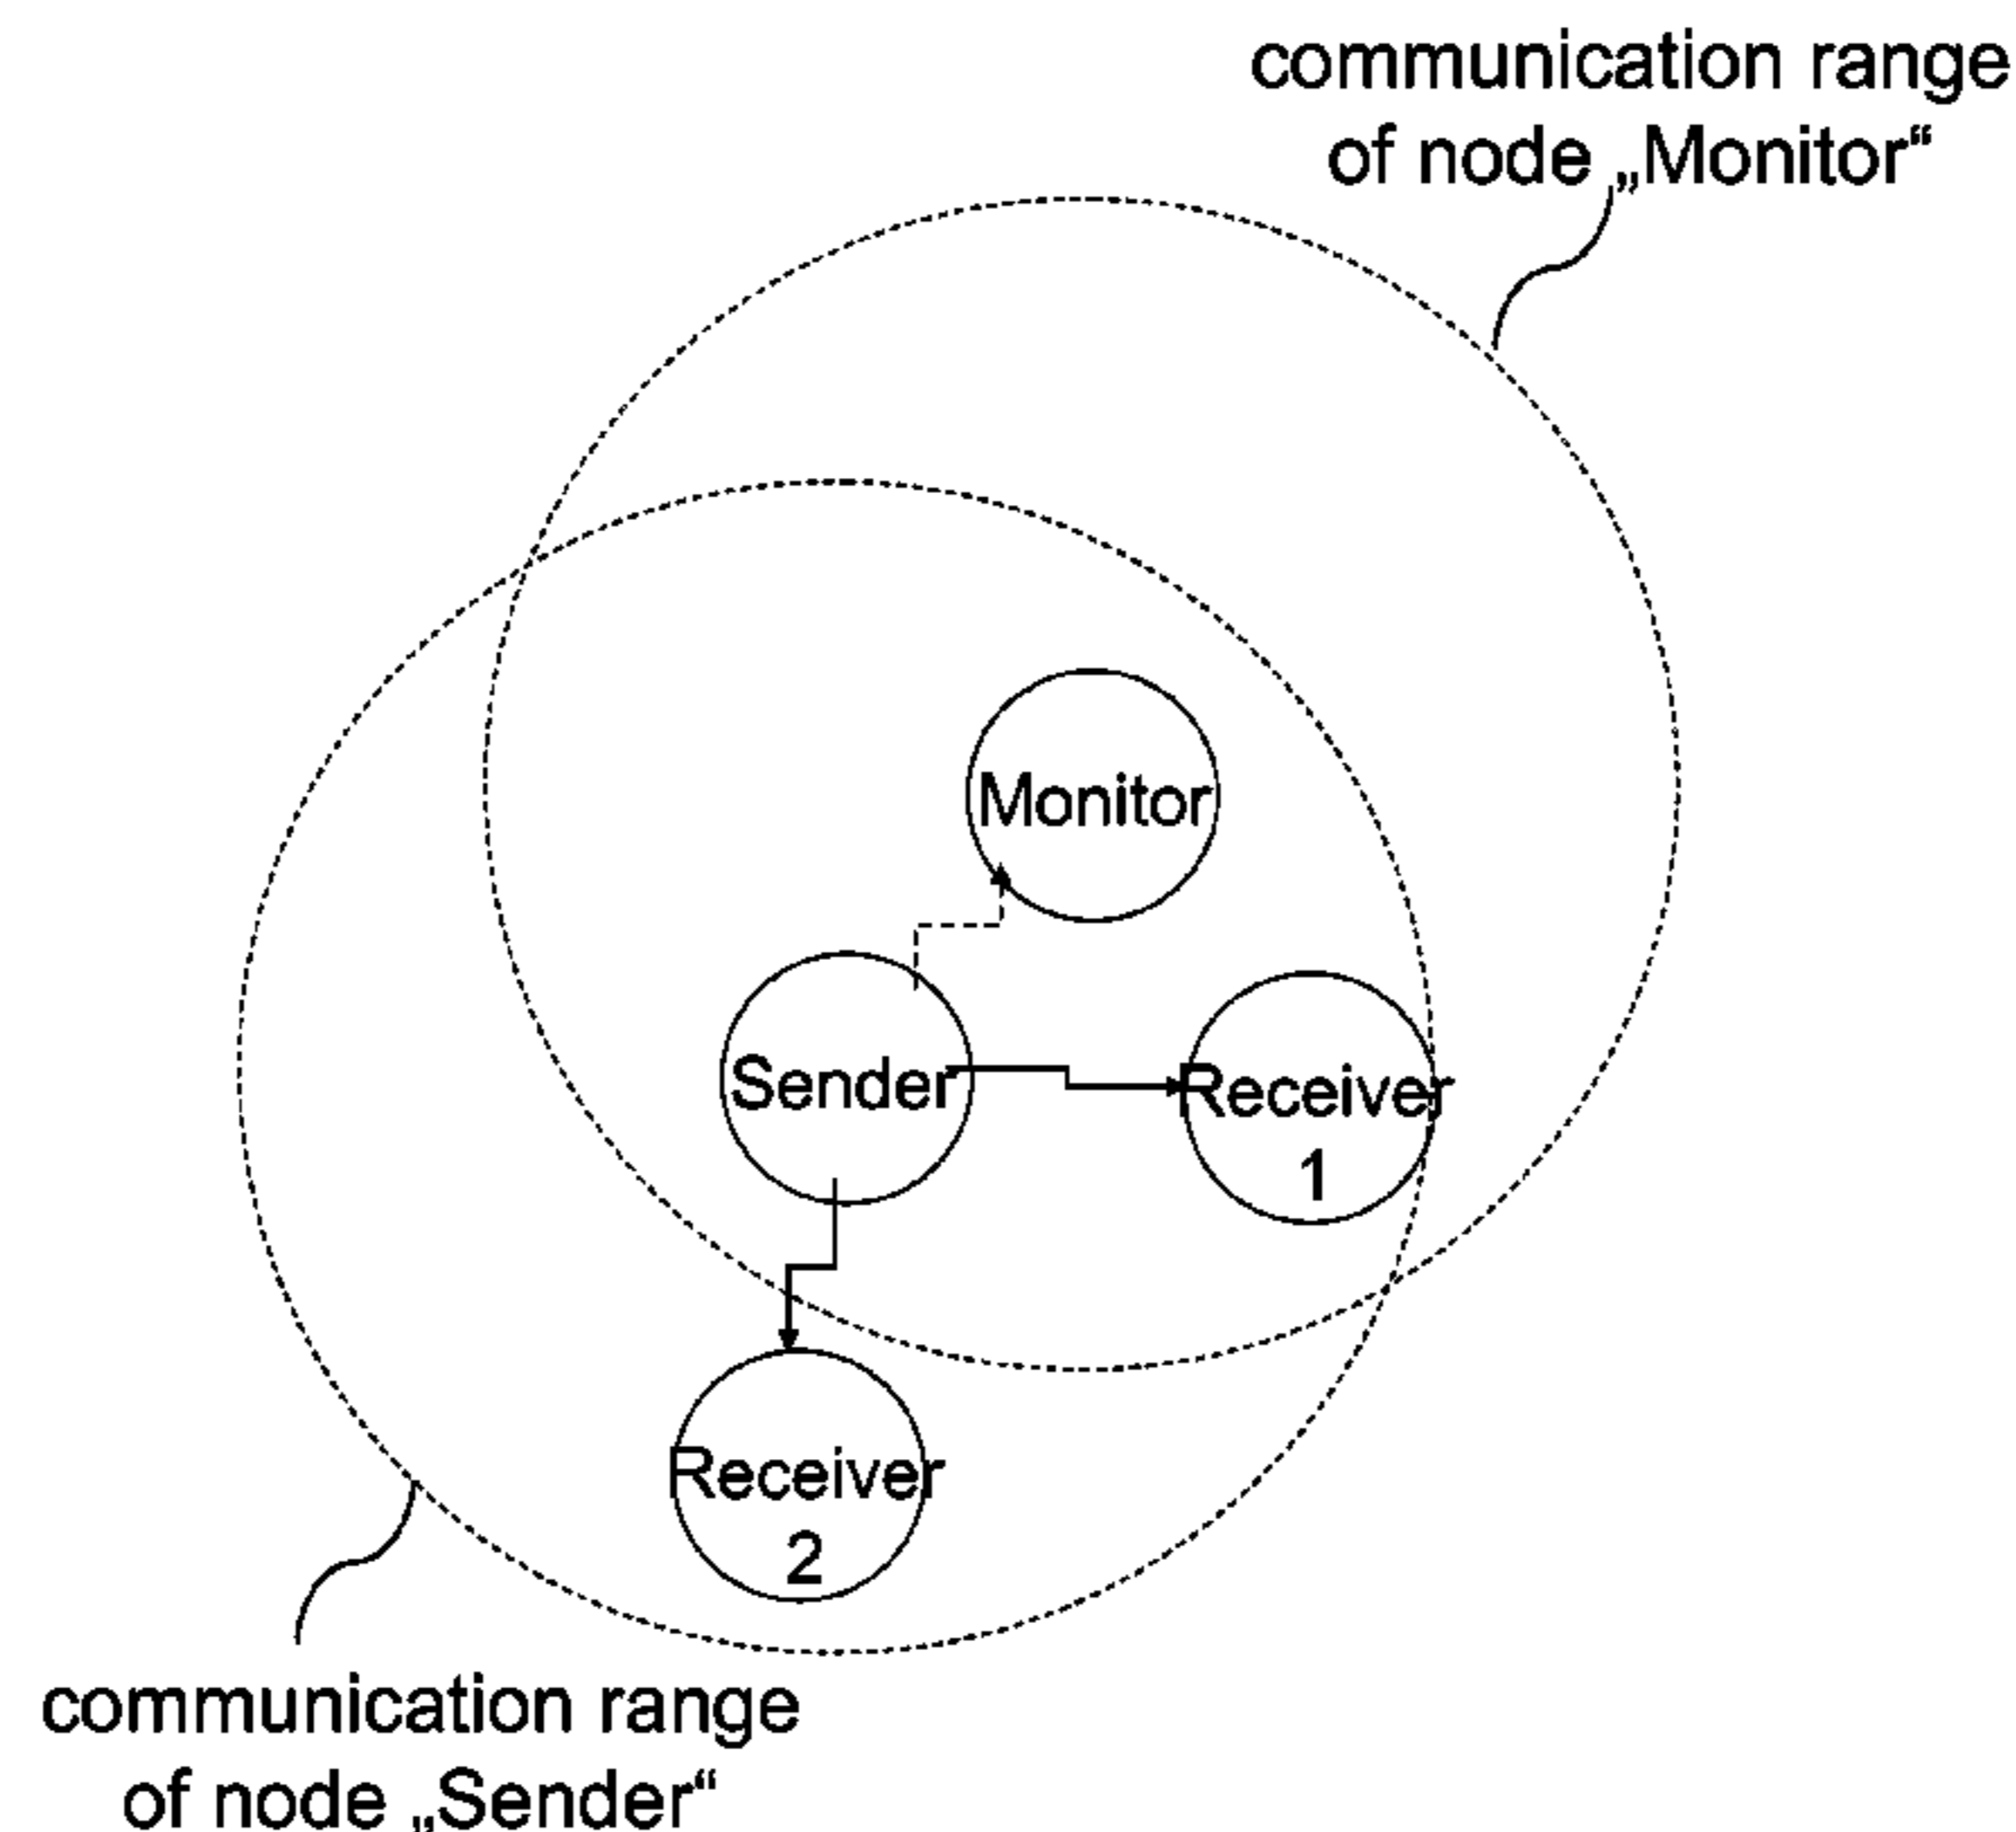 communication range
of node „Monitor“
Monitor
Sender
Receiver
1
Receiver
2
communication range
of node „Sender“